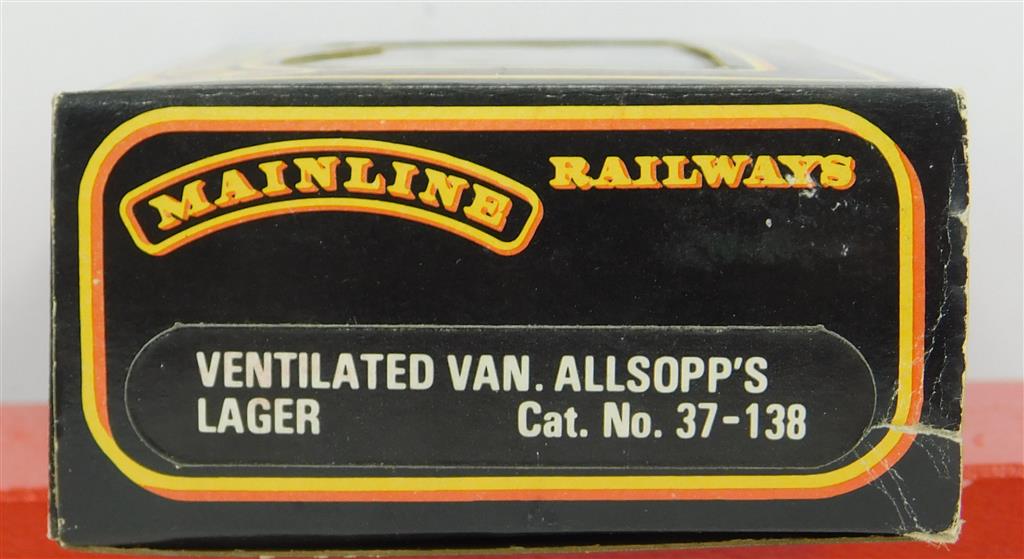 MAINLINE RAILWAYS
VENTILATED VAN. ALLSOPP'S
LAGER Cat. No. 37-138